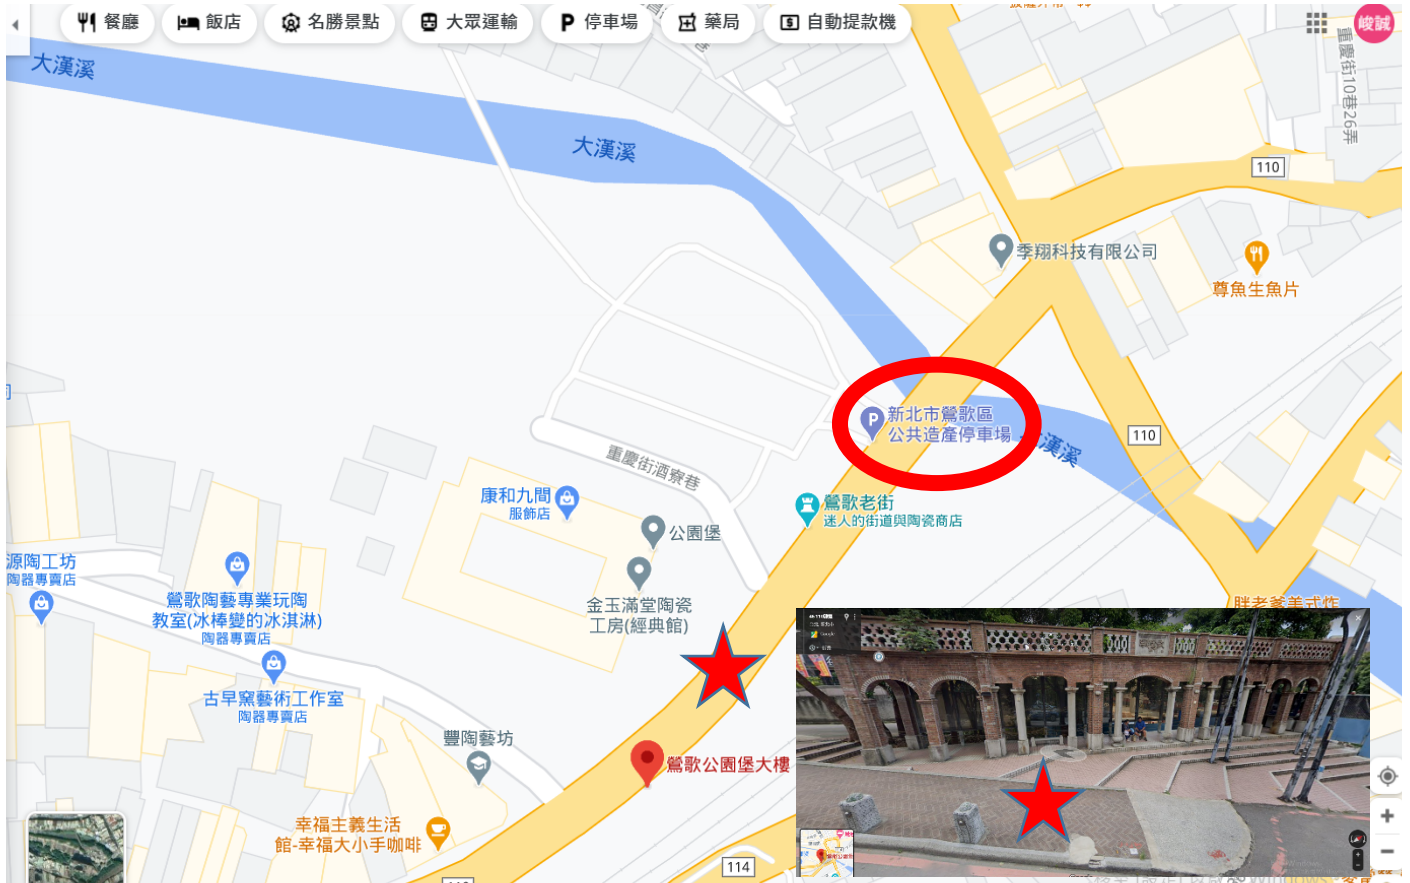 餐廳
飯店
名勝景點
大眾運輸
停車場
藥局
自動提款機
峻誠
大漢溪
大漢溪
重慶街10巷26弄
110
季翔科技有限公司
尊魚生魚片
P
新北市鶯歌區
公共造產停車場
大漢溪
110
重慶街酒寮巷
康和九間
服飾店
鶯歌老街
迷人的街道與陶瓷商店
公園堡
源陶工坊
陶器專賣店
鶯歌陶藝專業玩陶
教室(冰棒變的冰淇淋)
陶器專賣店
金玉滿堂陶瓷
工房(經典館)
胖老爹美式炸
古早窯藝術工作室
陶器專賣店
豐陶藝坊
鶯歌公園堡大樓
幸福主義生活
館-幸福大小手咖啡
114
Google